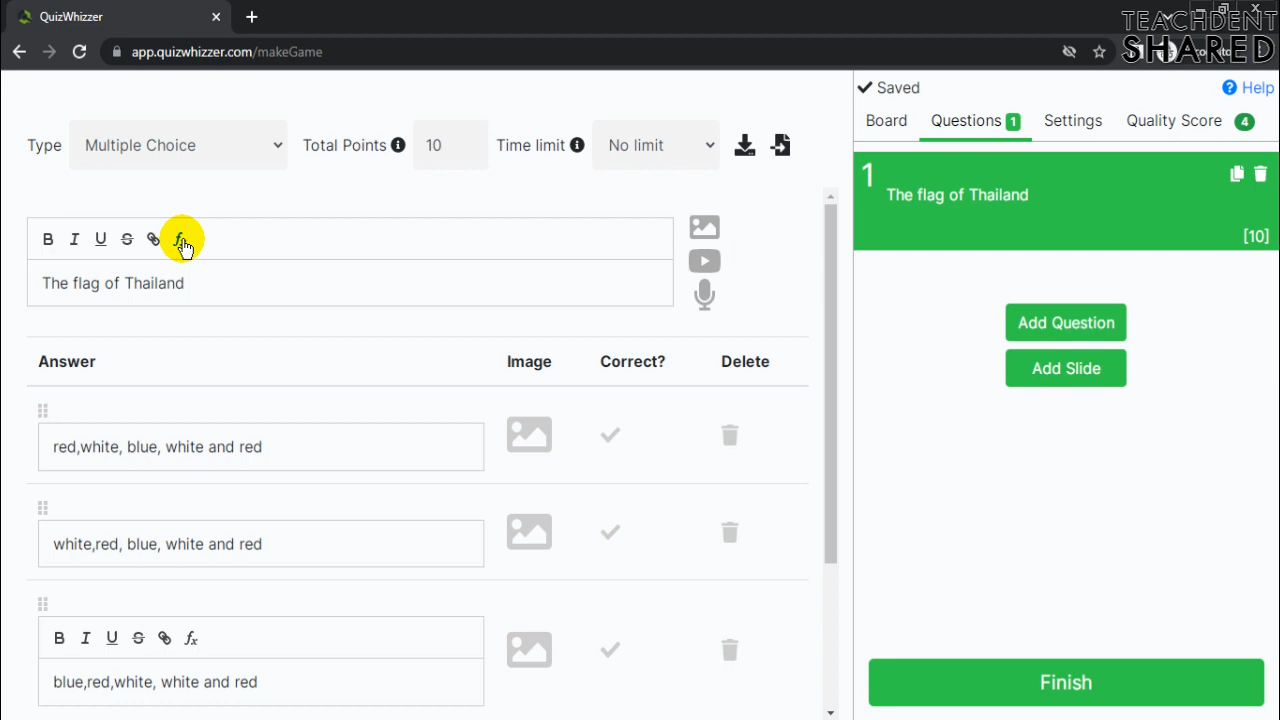 QuizWhizzer
app.quizwhizzer.com/makeGame
TEACHDENT
SHARED
Saved
Help
Type
Multiple Choice
Total Points
10
Time limit
No limit
Board
Questions 1
Settings
Quality Score 4
1
The flag of Thailand
[10]
B I U S
The flag of Thailand
Add Question
Add Slide
Answer
Image
Correct?
Delete
red,white, blue, white and red
white,red, blue, white and red
B I U S fx
blue,red,white, white and red
Finish